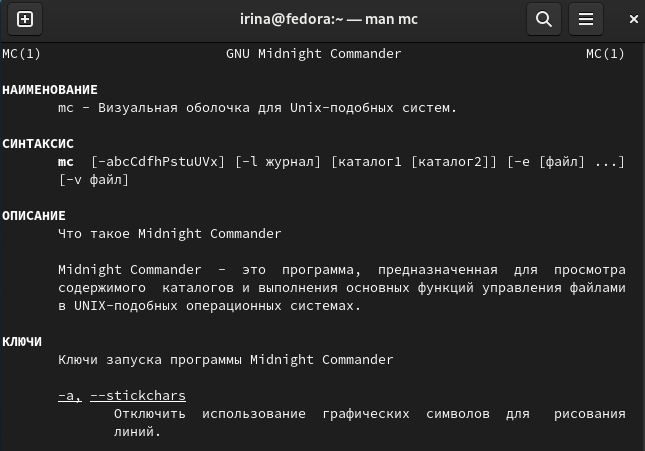 irina@fedora:~ — man mc
MC(1) GNU Midnight Commander MC(1)
НАИМЕНОВАНИЕ
mc - Визуальная оболочка для Unix-подобных систем.
СИНТАКСИС
mc [-abcCdfhPstuUVx] [-l журнал] [каталог1 [каталог2]] [-e [файл] ...]
[-v файл]
ОПИСАНИЕ
Что такое Midnight Commander
Midnight Commander - это программа, предназначенная для просмотра
содержимого каталогов и выполнения основных функций управления файлами
в UNIX-подобных операционных системах.
КЛЮЧИ
Ключи запуска программы Midnight Commander
-a, --stickchars
Отключить использование графических символов для рисования
линий.